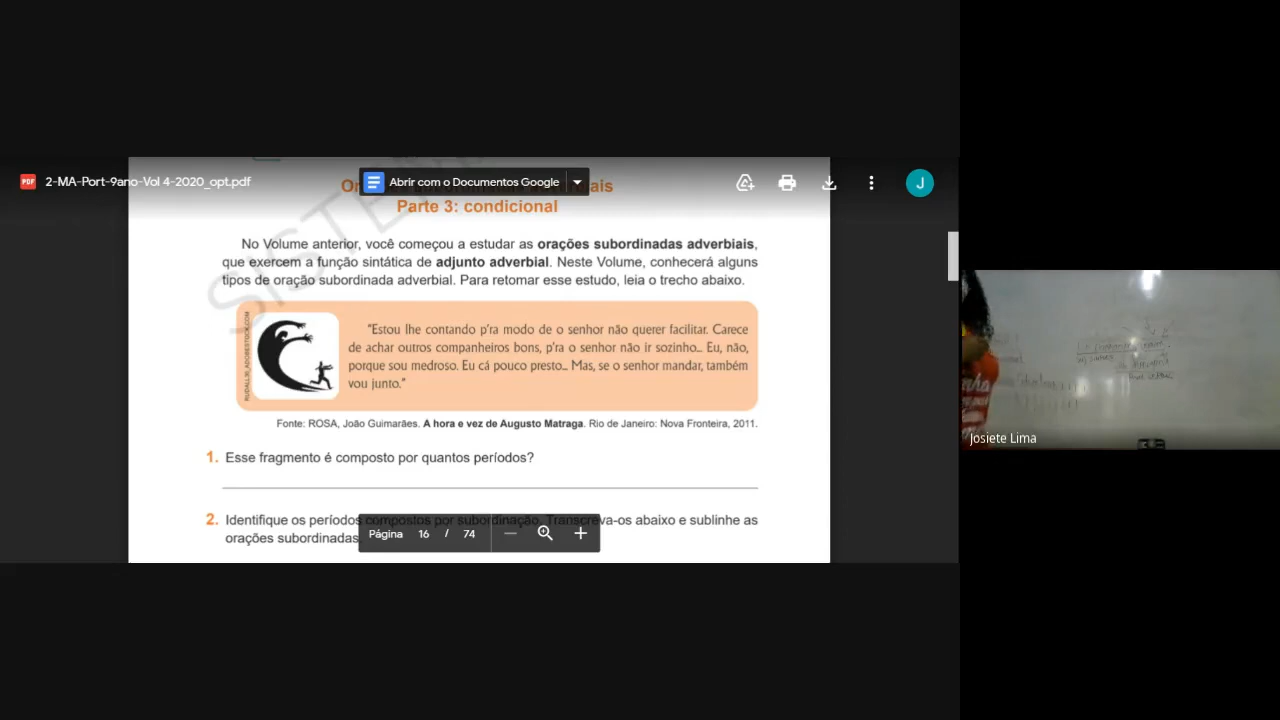 PDF 2-MA-Port-9ano-Vol 4-2020_opt.pdf
Abrir com o Documentos Google
J
Parte 3: condicional
No Volume anterior, você começou a estudar as orações subordinadas adverbiais,
que exercem a função sintática de adjunto adverbial. Neste Volume, conhecerá alguns
tipos de oração subordinada adverbial. Para retomar esse estudo, leia o trecho abaixo.
RUDALL30_ADOBESTOCK.COM
"Estou lhe contando p'ra modo de o senhor não querer facilitar. Carece
de achar outros companheiros bons, p'ra o senhor não ir sozinho... Eu, não,
porque sou medroso. Eu cá pouco presto... Mas, se o senhor mandar, também
vou junto."
Fonte: ROSA, João Guimarães. A hora e vez de Augusto Matraga. Rio de Janeiro: Nova Fronteira, 2011.
1. Esse fragmento é composto por quantos períodos?
2. Identifique os períodos compostos por subordinação. Transcreva-os abaixo e sublinhe as
orações subordinadas
Página 16 / 74
Josiete Lima